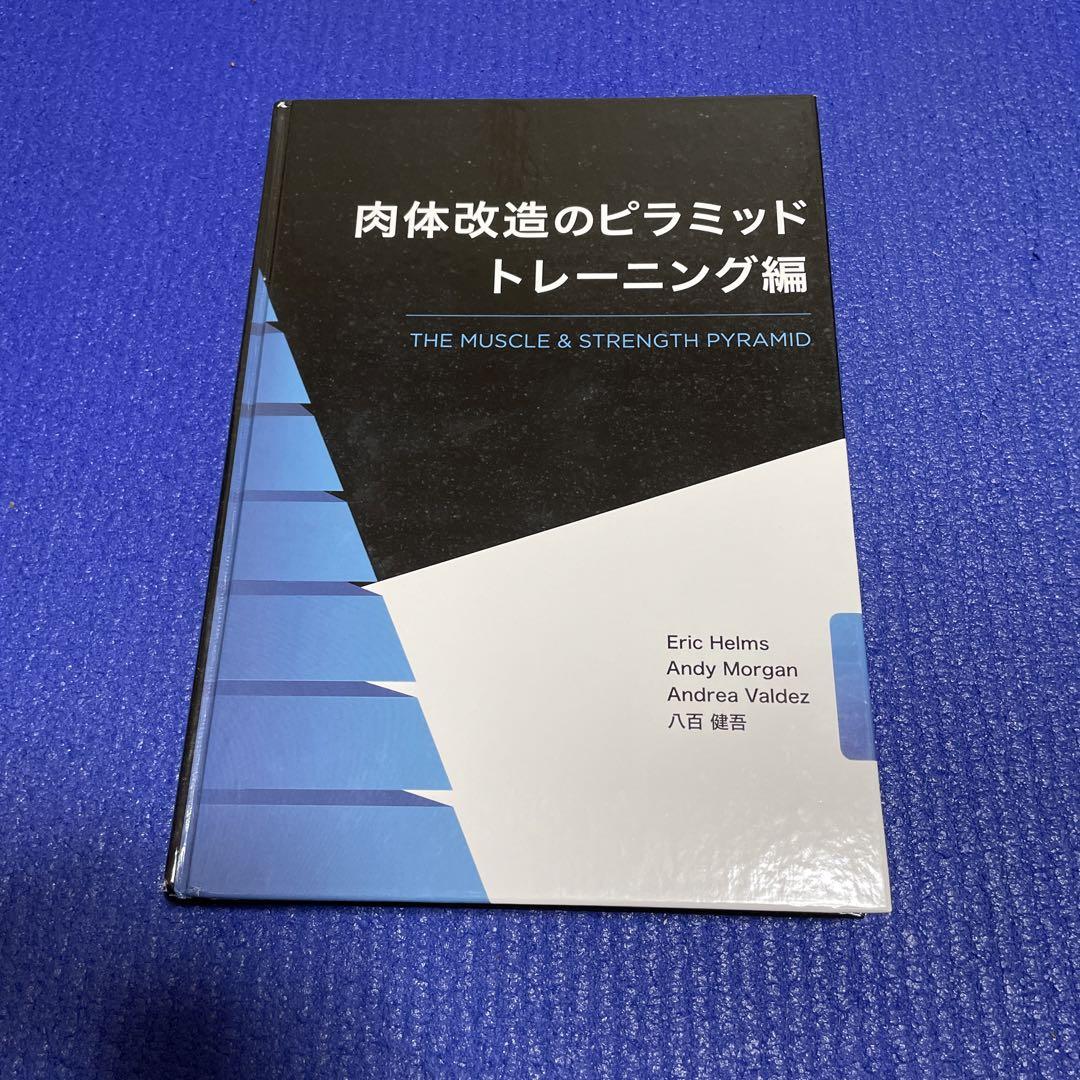 肉体改造のピラミッド
トレーニング編
THE MUSCLE & STRENGTH PYRAMID
Eric Helms
Andy Morgan
Andrea Valdez
八百 健吾